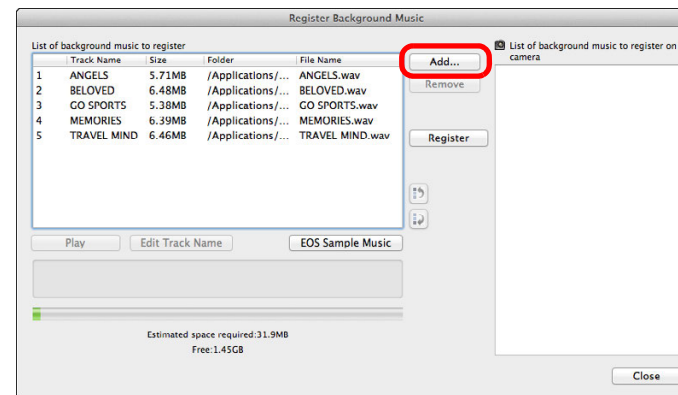 Register Background Music
List of background music to register
Track Name Size Folder File Name
1 ANGELS 5.71MB /Applications/... ANGELS.wav
2 BELOVED 6.48MB /Applications/... BELOVED.wav
3 GO SPORTS 5.38MB /Applications/... GO SPORTS.wav
4 MEMORIES 6.39MB /Applications/... MEMORIES.wav
5 TRAVEL MIND 6.46MB /Applications/... TRAVEL MIND.wav
Add...
Remove
Register
Play Edit Track Name EOS Sample Music
Estimated space required:31.9MB
Free:1.45GB
List of background music to register on
camera
Close